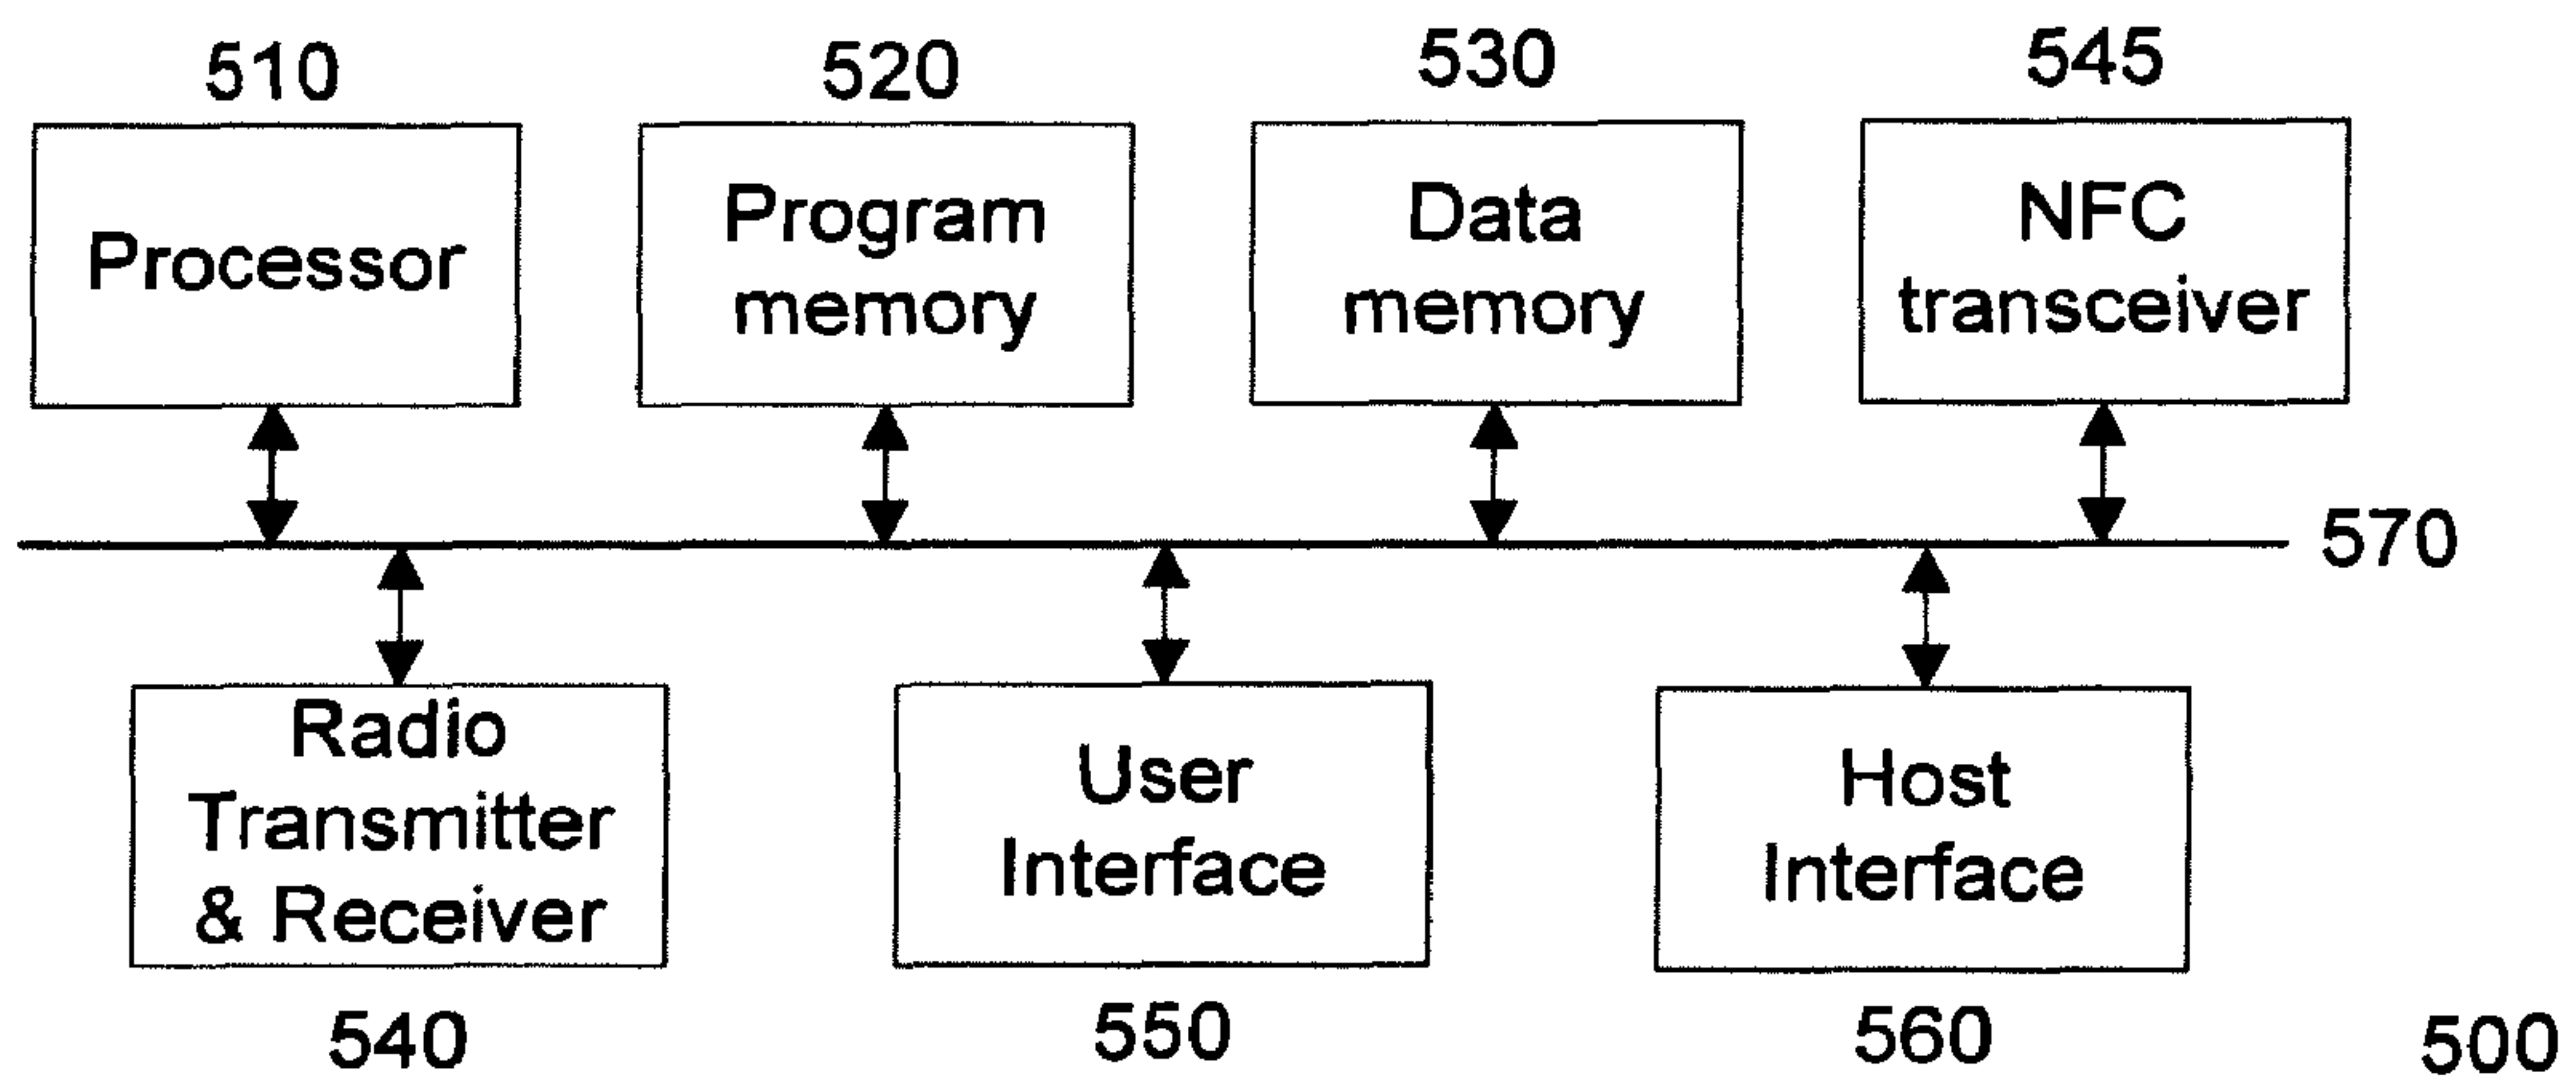 510
520
530
545
Processor
Program
memory
Data
memory
NFC
transceiver
570
Radio
Transmitter
& Receiver
User
Interface
Host
Interface
540
550
560
500